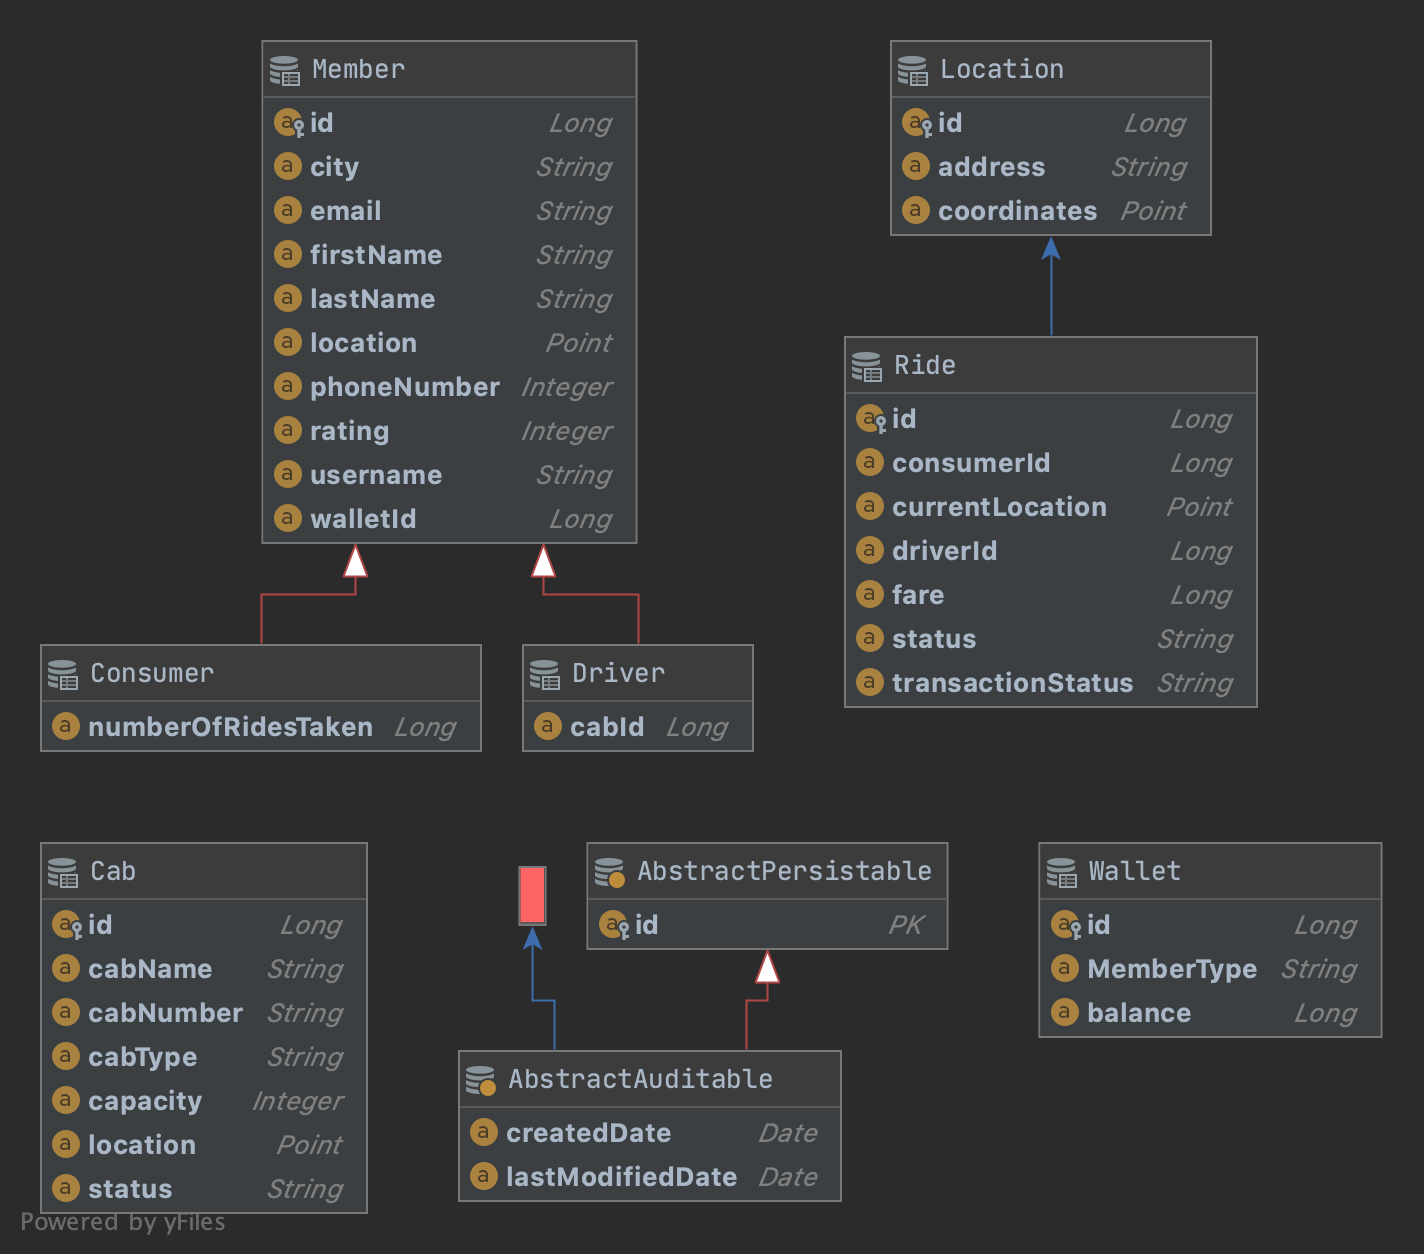 Member
id Long
city String
email String
firstName String
lastName String
location Point
phoneNumber Integer
rating Integer
username String
walletId Long
Location
id Long
address String
coordinates Point
Ride
id Long
consumerId Long
currentLocation Point
driverId Long
fare Long
status String
transactionStatus String
Consumer
numberOfRidesTaken Long
Driver
cabId Long
Cab
id Long
cabName String
cabNumber String
cabType String
capacity Integer
location Point
status String
AbstractPersistable
id PK
AbstractAuditable
createdDate Date
lastModifiedDate Date
Wallet
id Long
MemberType String
balance Long
Powered by yFiles